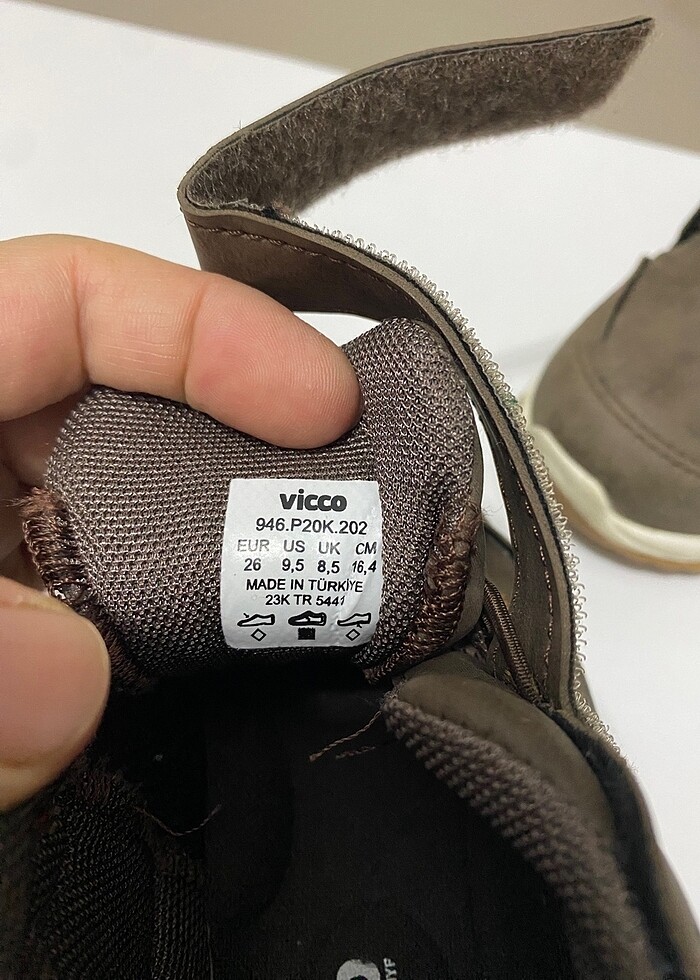 vicco
946.P20K.202
EUR US UK CM
26 9,5 8,5 16,4
MADE IN TÜRKİYE
23K TR 5441